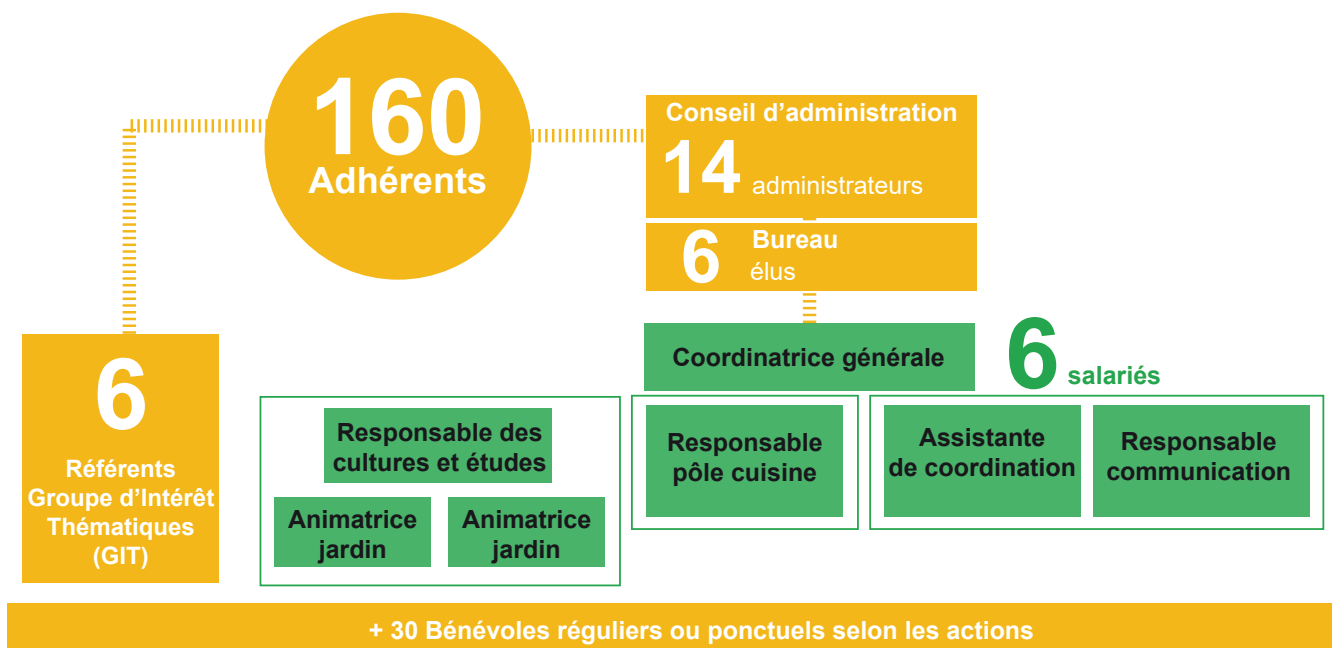 160
Adhérents
Conseil d’administration
14 administrateurs
6 Bureau
élus
6
Référents
Groupe d’Intérêt
Thématiques
(GIT)
Coordinatrice générale
6 salariés
Responsable des
cultures et études
Animatrice
jardin
Animatrice
jardin
Responsable
pôle cuisine
Assistante
de coordination
Responsable
communication
+ 30 Bénévoles réguliers ou ponctuels selon les actions